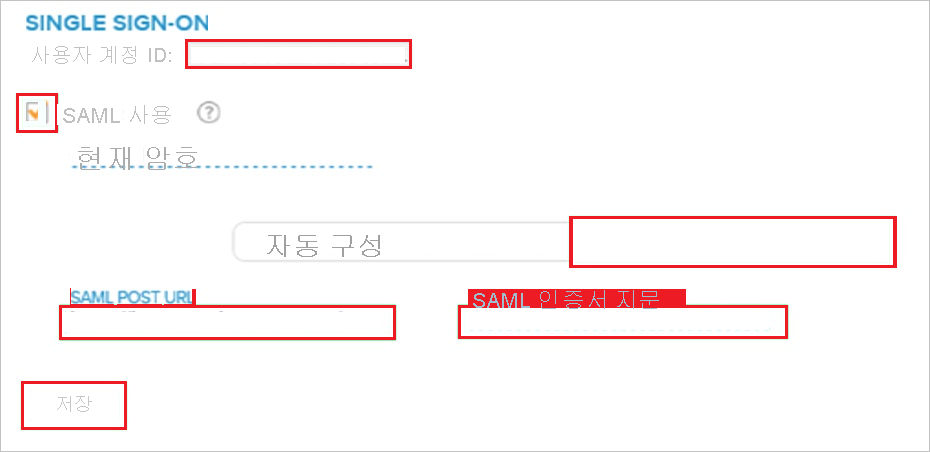 SINGLE SIGN-ON
사용자 계정 ID:
SAML 사용 ?
현재 암호
자동 구성
SAML POST URL
SAML 인증서 지문
저장